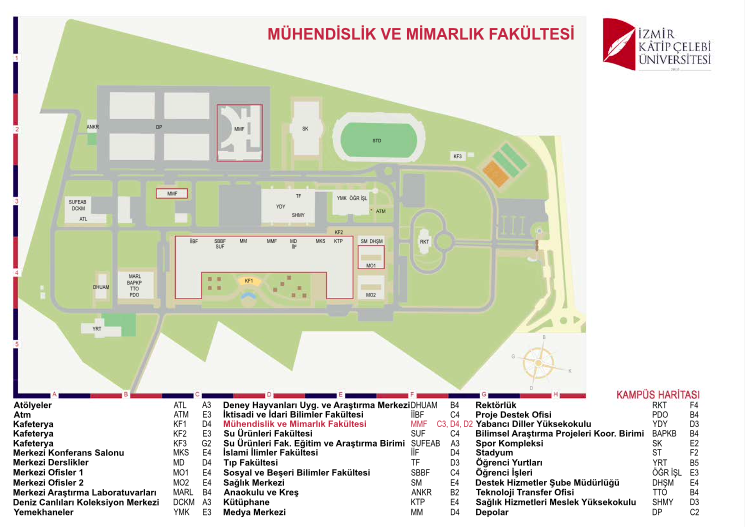 MÜHENDİSLİK VE MİMARLIK FAKÜLTESİ
İZMİR
KÂTİP ÇELEBİ
ÜNİVERSİTESİ
1
2
3
4
5
ANKR
DP
MMF
SK
STD
KF3
MMF
SUFEAB
DCKM
ATL
TF
YDY
SHMY
YMK ÖĞR İŞL
ATM
KF2
İBF
SBBF
SUF
MM
MMF
MD
İİF
MKS
KTP
SM DHŞM
MO1
MO2
RKT
KF1
DHUAM
MARL
BAPKP
TTO
PDO
YRT
B
G
K
D
A B C D E F G H
KAMPÜS HARİTASI
Atölyeler ATL A3 Deney Hayvanları Uyg. ve Araştırma Merkezi DHUAM B4 Rektörlük RKT F4
Atm ATM E3 İktisadi ve İdari Bilimler Fakültesi İİBF C4 Proje Destek Ofisi PDO B4
Kafeterya KF1 D4 Mühendislik ve Mimarlık Fakültesi MMF C3, D4, D2 Yabancı Diller Yüksekokulu YDY D3
Kafeterya KF2 E3 Su Ürünleri Fakültesi SUF C4 Bilimsel Araştırma Projeleri Koor. Birimi BAPKB B4
Kafeterya KF3 G2 Su Ürünleri Fak. Eğitim ve Araştırma Birimi SUFEAB A3 Spor Kompleksi SK E2
Merkezi Konferans Salonu MKS E4 İslami İlimler Fakültesi İİF D4 Stadyum ST F2
Merkezi Derslikler MD D4 Tıp Fakültesi TF D3 Öğrenci Yurtları YRT B5
Merkezi Ofisler 1 MO1 E4 Sosyal ve Beşeri Bilimler Fakültesi SBBF C4 Öğrenci İşleri ÖĞR İŞL E3
Merkezi Ofisler 2 MO2 E4 Sağlık Merkezi SM E4 Destek Hizmetler Şube Müdürlüğü DHŞM E4
Merkezi Araştırma Laboratuvarları MARL B4 Anaokulu ve Kreş ANKR B2 Teknoloji Transfer Ofisi TTO B4
Deniz Canlıları Koleksiyon Merkezi DCKM A3 Kütüphane KTP E4 Sağlık Hizmetleri Meslek Yüksekokulu SHMY D3
Yemekhaneler YMK E3 Medya Merkezi MM D4 Depolar DP C2